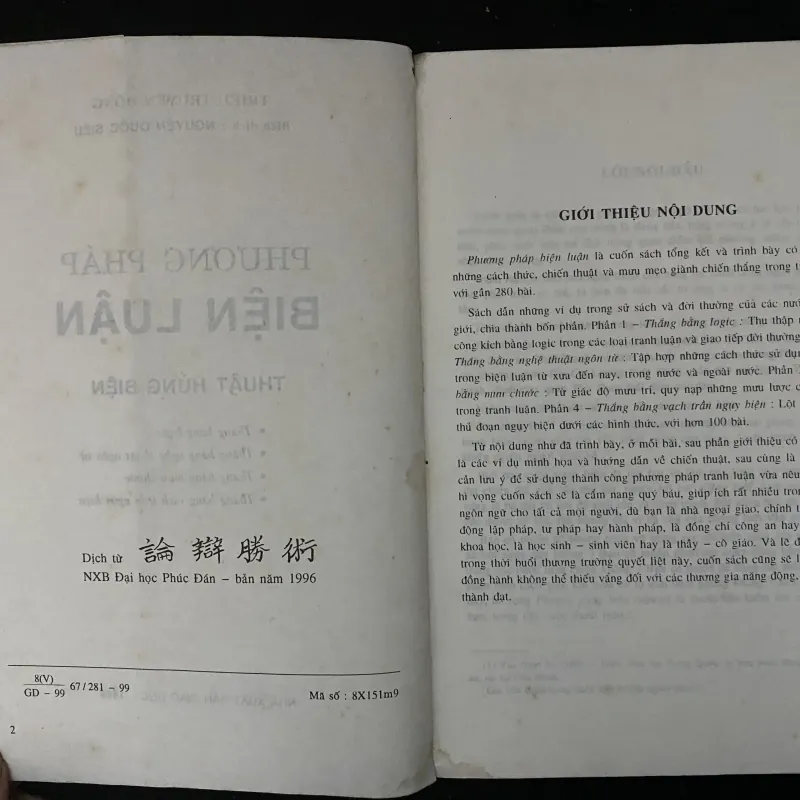 Dịch từ 論辯勝術
NXB Đại học Phúc Đán – bản năm 1996
8(V)
GD – 99
67/281 – 99
Mã số : 8X151m9
2
PHƯƠNG PHÁP
BIỆN LUẬN
THUẬT HÙNG BIỆN
GIỚI THIỆU NỘI DUNG
Phương pháp biện luận là cuốn sách tổng kết và trình bày có
những cách thức, chiến thuật và mưu mẹo giành chiến thắng trong
với gần 280 bài.
Sách dẫn những ví dụ trong sử sách và đời thường của các
giới, chia thành bốn phần. Phần 1 – Thắng bằng logic : Thu thập
công kích bằng logic trong các loại tranh luận và giao tiếp đời thường
Thắng bằng nghệ thuật ngôn từ : Tập hợp những cách thức sử
trong biện luận từ xưa đến nay, trong nước và ngoài nước. Phần
bằng mưu chước : Từ giác độ mưu trí, quy nạp những mưu lược
trong tranh luận. Phần 4 – Thắng bằng vạch trần ngụy biện : Lột
thủ đoạn ngụy biện dưới các hình thức, với hơn 100 bài.
Từ nội dung như đã trình bày, ở mỗi bài, sau phần giới thiệu có
là các ví dụ minh họa và hướng dẫn về chiến thuật, sau cùng là
cần lưu ý để sử dụng thành công phương pháp tranh luận vừa nêu
hi vọng cuốn sách sẽ là cẩm nang quý báu, giúp ích rất nhiều
ngôn ngữ cho tất cả mọi người, dù bạn là nhà ngoại giao, chính
động lập pháp, tư pháp hay hành pháp, là đồng chí công an hay
khoa học, là học sinh – sinh viên hay là thầy – cô giáo. Và lẽ
trong thời buổi thương trường quyết liệt này, cuốn sách cũng sẽ
đồng hành không thể thiếu vắng đối với các thương gia năng động,
thành đạt.